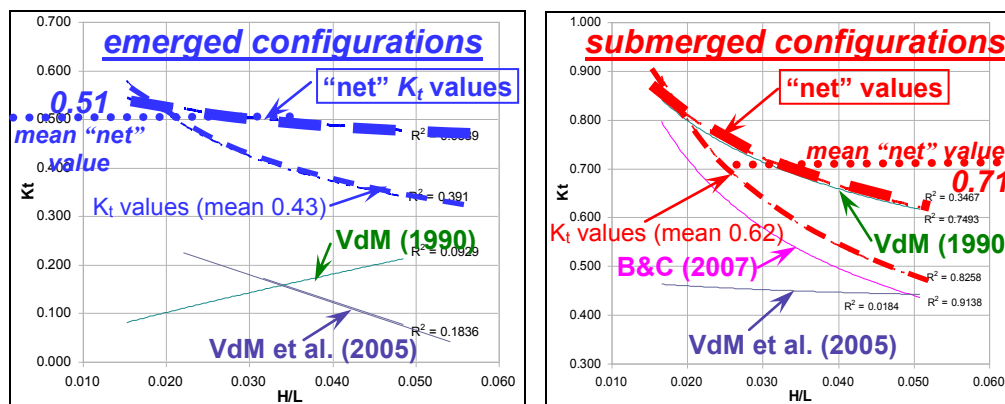 emerged configurations
0.700
0.600
0.500
0.400
0.300
0.200
0.100
0.000
Kt
0.51
mean “net”
value
“net” Kt values
R² =
R² = 0.391
Kt values (mean 0.43)
VdM (1990)
R² = 0.0929
R² = 0.1836
VdM et al. (2005)
0.010 0.020 0.030 0.040 0.050 0.060
H/L
submerged configurations
1.000
0.900
0.800
0.700
0.600
0.500
0.400
0.300
Kt
“net” values
mean “net” value
0.71
R² = 0.3467
R² = 0.7493
Kt values (mean 0.62)
VdM (1990
B&C (2007)
R² = 0.8258
R² = 0.9138
R² = 0.0184
VdM et al. (2005)
0.010 0.020 0.030 0.040 0.050 0.060
H/L